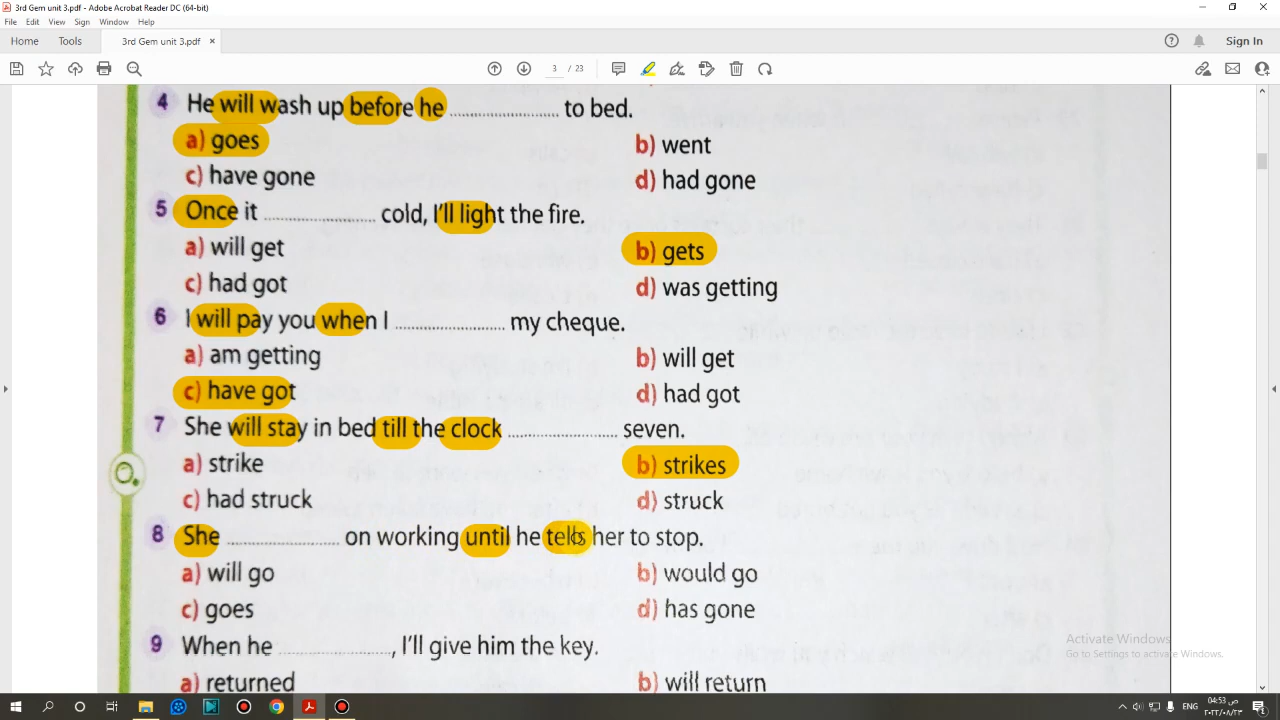 3rd Gem unit 3.pdf - Adobe Acrobat Reader DC (64-bit)
File Edit View Sign Window Help
Home Tools 3rd Gem unit 3.pdf × Sign In
3 / 23
4 He will wash up before he .................... to bed.
a) goes b) went
c) have gone d) had gone
5 Once it .................... cold, I'll light the fire.
a) will get b) gets
c) had got d) was getting
6 I will pay you when I .................... my cheque.
a) am getting b) will get
c) have got d) had got
7 She will stay in bed till the clock .................... seven.
a) strike b) strikes
c) had struck d) struck
Q.
8 She .................... on working until he tells her to stop.
a) will go b) would go
c) goes d) has gone
9 When he ...................., I'll give him the key.
a) returned b) will return
Activate Windows
Go to Settings to activate Windows.
ENG
04:53 ص
٢٠٢٢/٠٨/٢٣